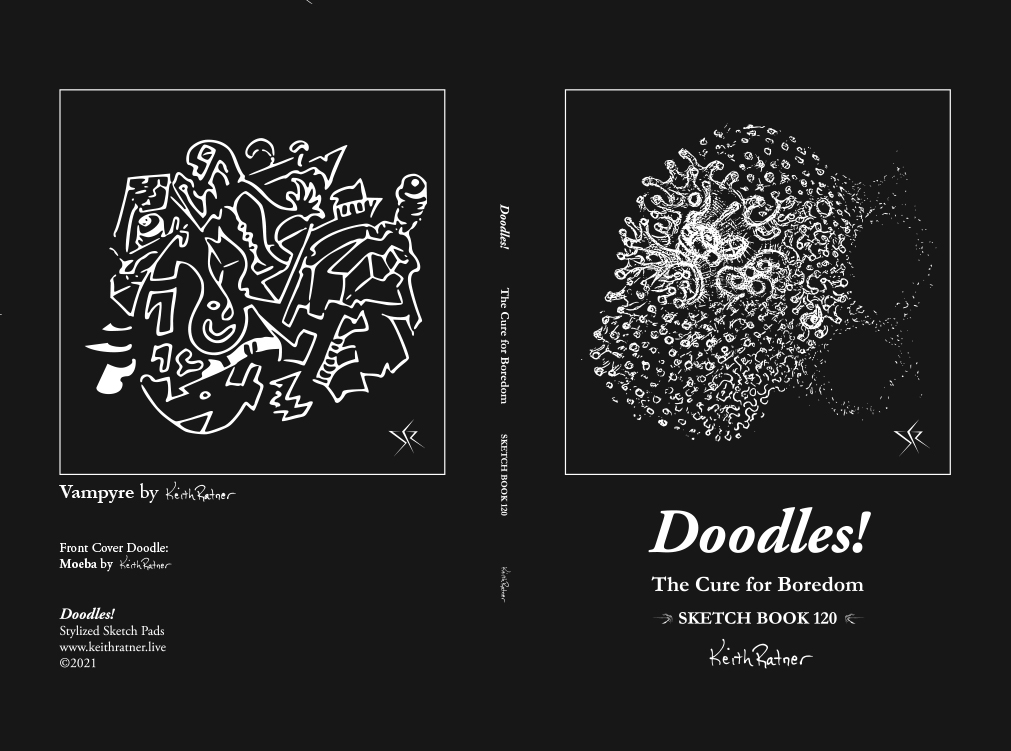 Vampyre by Keith Ratner
Front Cover Doodle:
Moeba by Keith Ratner
Doodles!
Stylized Sketch Pads
www.keithratner.live
©2021
Doodles! The Cure for Boredom SKETCH BOOK 120 Keith Ratner
Doodles!
The Cure for Boredom
SKETCH BOOK 120
Keith Ratner